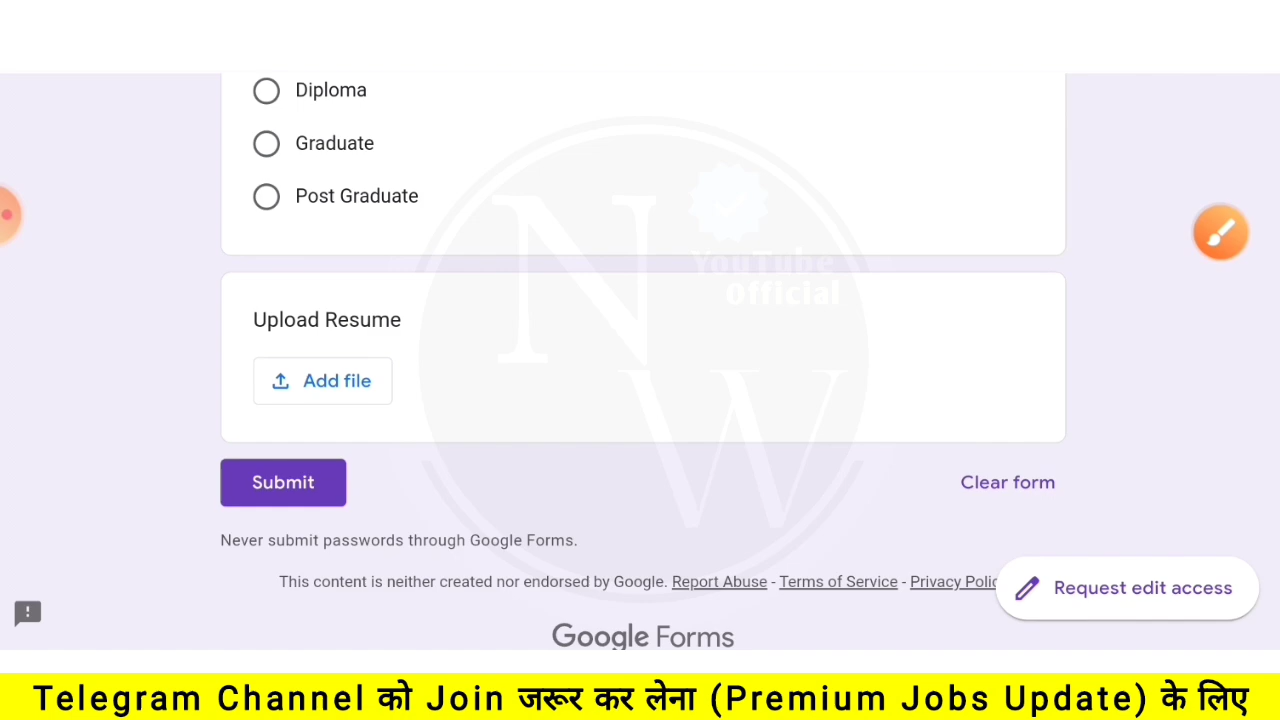 Diploma
Graduate
Post Graduate
N W
YouTube
Official
Upload Resume
Add file
Submit
Clear form
Never submit passwords through Google Forms.
This content is neither created nor endorsed by Google. Report Abuse - Terms of Service - Privacy Polic
Request edit access
Google Forms
Telegram Channel को Join जरूर कर लेना (Premium Jobs Update) के लिए